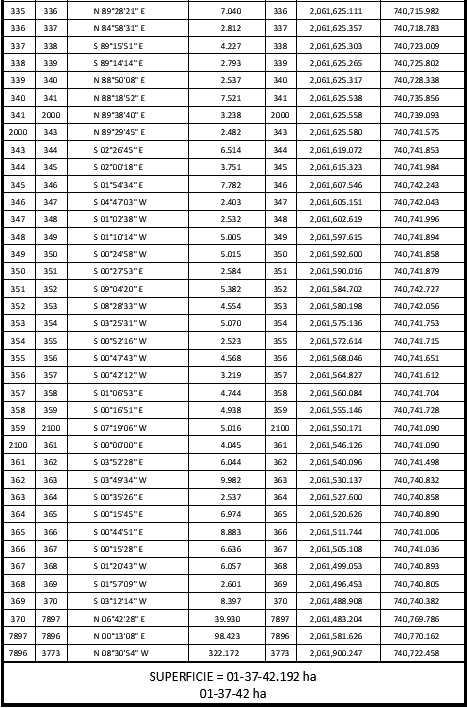 335 336 N 89°28'21" E 7.040 336 2,061,625.111 740,715.982
336 337 N 84°58'31" E 2.812 337 2,061,625.357 740,718.783
337 338 S 89°15'51" E 4.227 338 2,061,625.303 740,723.009
338 339 S 89°14'14" E 2.793 339 2,061,625.265 740,725.802
339 340 N 88°50'08" E 2.537 340 2,061,625.317 740,728.338
340 341 N 88°18'52" E 7.521 341 2,061,625.538 740,735.856
341 2000 N 89°38'40" E 3.238 2000 2,061,625.558 740,739.093
2000 343 N 89°29'45" E 2.482 343 2,061,625.580 740,741.575
343 344 S 02°26'45" E 6.514 344 2,061,619.072 740,741.853
344 345 S 02°00'18" E 3.751 345 2,061,615.323 740,741.984
345 346 S 01°54'34" E 7.782 346 2,061,607.546 740,742.243
346 347 S 04°47'03" W 2.403 347 2,061,605.151 740,742.043
347 348 S 01°02'38" W 2.532 348 2,061,602.619 740,741.996
348 349 S 01°10'14" W 5.005 349 2,061,597.615 740,741.894
349 350 S 00°24'58" W 5.015 350 2,061,592.600 740,741.858
350 351 S 00°27'53" E 2.584 351 2,061,590.016 740,741.879
351 352 S 09°04'20" E 5.382 352 2,061,584.702 740,742.727
352 353 S 08°28'33" W 4.554 353 2,061,580.198 740,742.056
353 354 S 03°25'31" W 5.070 354 2,061,575.136 740,741.753
354 355 S 00°52'16" W 2.523 355 2,061,572.614 740,741.715
355 356 S 00°47'43" W 4.568 356 2,061,568.046 740,741.651
356 357 S 00°42'12" W 3.219 357 2,061,564.827 740,741.612
357 358 S 01°06'53" E 4.744 358 2,061,560.084 740,741.704
358 359 S 00°16'51" E 4.938 359 2,061,555.146 740,741.728
359 2100 S 07°19'06" W 5.016 2100 2,061,550.171 740,741.090
2100 361 S 00°00'00" E 4.045 361 2,061,546.126 740,741.090
361 362 S 03°52'28" E 6.044 362 2,061,540.096 740,741.498
362 363 S 03°49'34" W 9.982 363 2,061,530.137 740,740.832
363 364 S 00°35'26" E 2.537 364 2,061,527.600 740,740.858
364 365 S 00°15'45" E 6.974 365 2,061,520.626 740,740.890
365 366 S 00°44'51" E 8.883 366 2,061,511.744 740,741.006
366 367 S 00°15'28" E 6.636 367 2,061,505.108 740,741.036
367 368 S 01°20'43" W 6.057 368 2,061,499.053 740,740.893
368 369 S 01°57'09" W 2.601 369 2,061,496.453 740,740.805
369 370 S 03°12'14" W 8.397 370 2,061,488.908 740,740.382
370 7897 N 06°42'28" E 39.930 7897 2,061,483.204 740,769.786
7897 7896 N 00°13'08" E 98.423 7896 2,061,581.626 740,770.162
7896 3773 N 08°30'54" W 322.172 3773 2,061,900.247 740,722.458
SUPERFICIE = 01-37-42.192 ha
01-37-42 ha